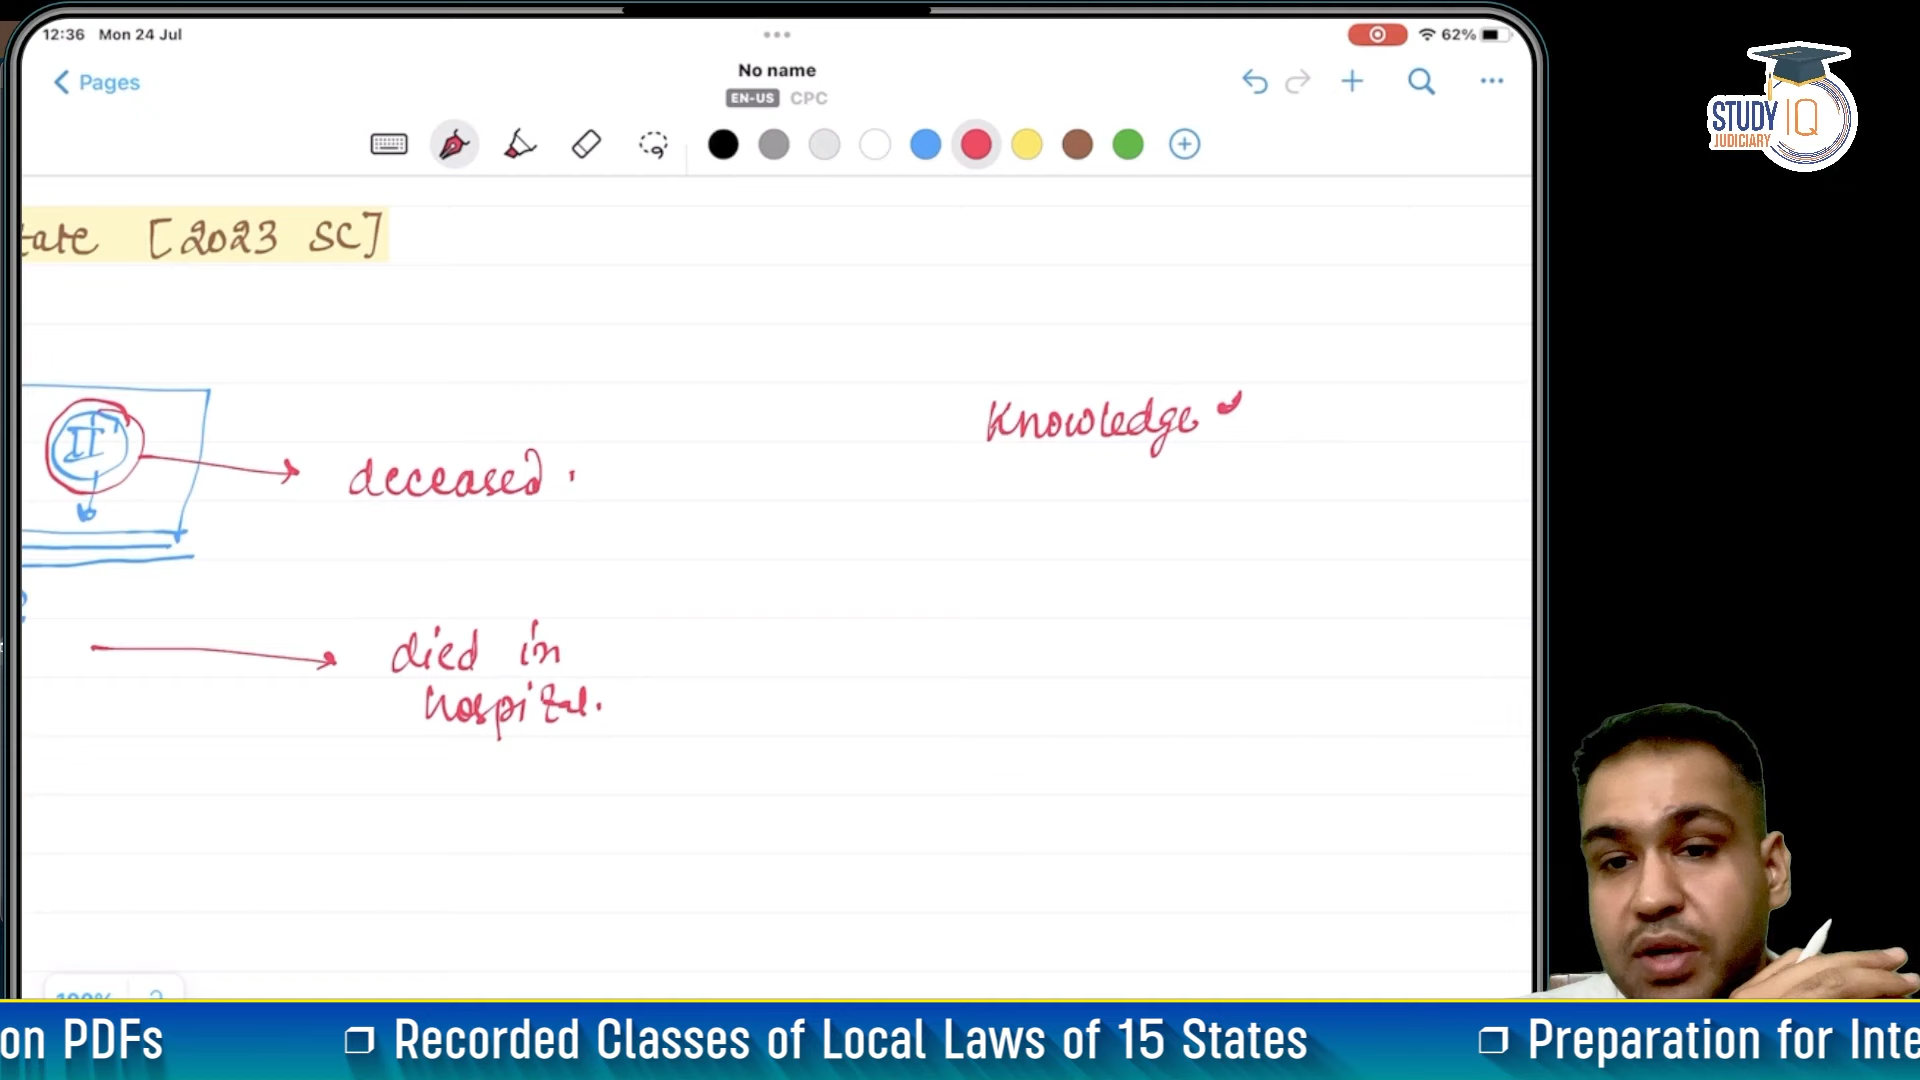 12:36 Mon 24 Jul
62%
Pages
No name
EN-US CPC
STUDY IQ
JUDICIARY
tate [2023 SC]
Knowledge
II
deceased.
died in
hospital.
on PDFs
Recorded Classes of Local Laws of 15 States
Preparation for Inte